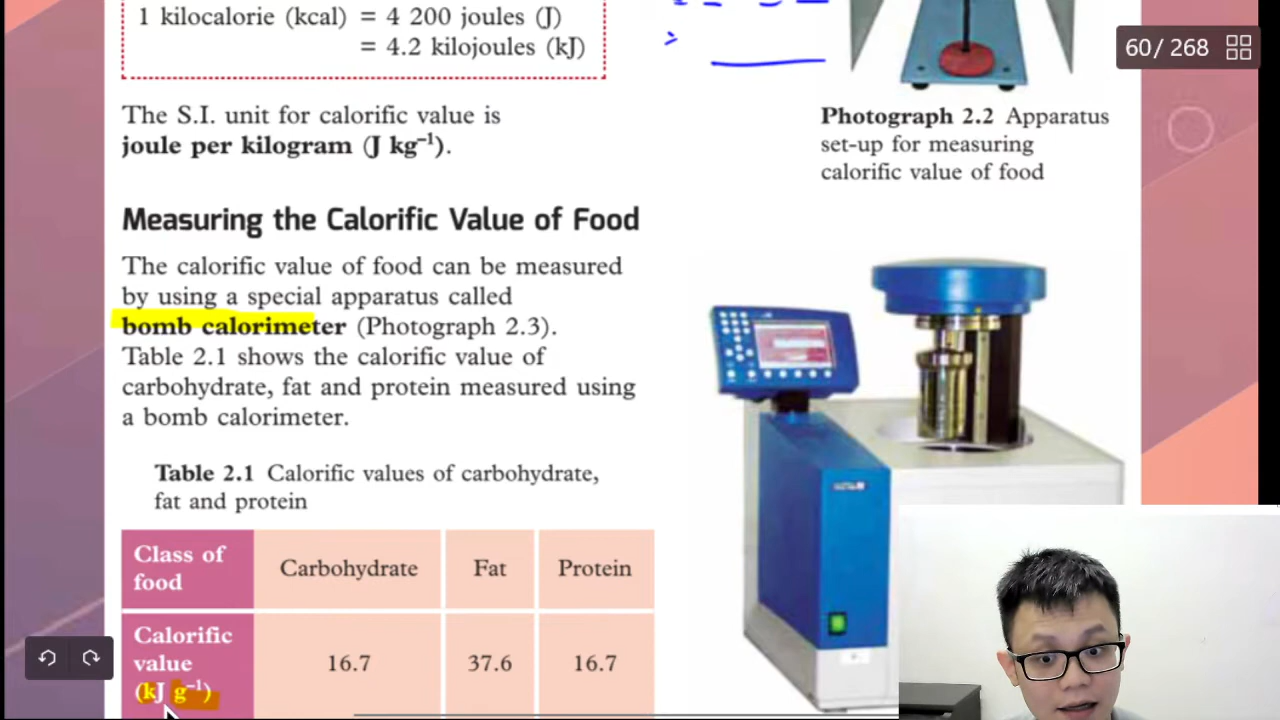 1 kilocalorie (kcal) = 4 200 joules (J)
= 4.2 kilojoules (kJ)
60/ 268
The S.I. unit for calorific value is
joule per kilogram (J kg⁻¹).
Photograph 2.2 Apparatus
set-up for measuring
calorific value of food
Measuring the Calorific Value of Food
The calorific value of food can be measured
by using a special apparatus called
bomb calorimeter (Photograph 2.3).
Table 2.1 shows the calorific value of
carbohydrate, fat and protein measured using
a bomb calorimeter.
Table 2.1 Calorific values of carbohydrate,
fat and protein
Class of
food
Carbohydrate
Fat
Protein
Calorific
value
(kJ g⁻¹)
16.7
37.6
16.7